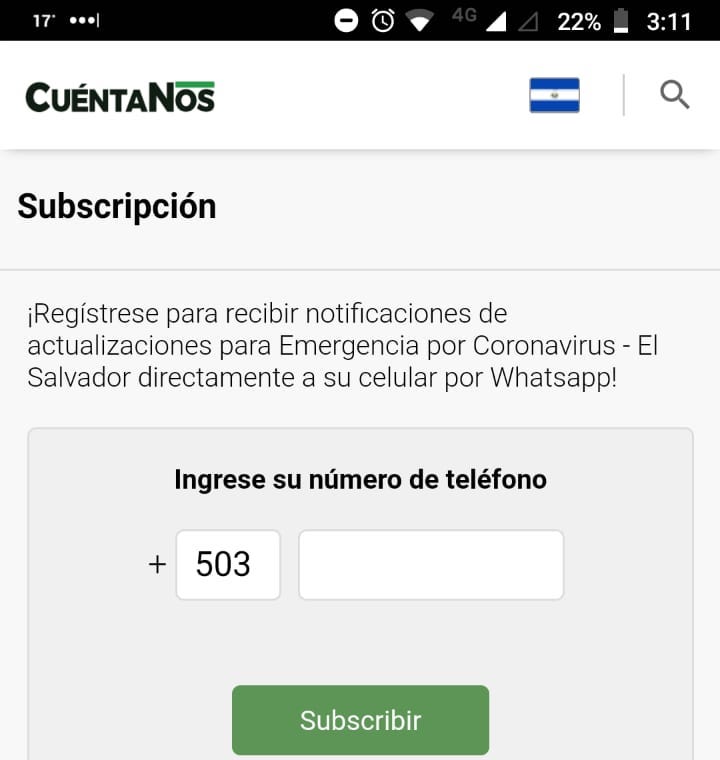 17° 4G 22% 3:11
CUÉNTANOS
Subscripción
¡Regístrese para recibir notificaciones de
actualizaciones para Emergencia por Coronavirus - El
Salvador directamente a su celular por Whatsapp!
Ingrese su número de teléfono
+ 503
Subscribir